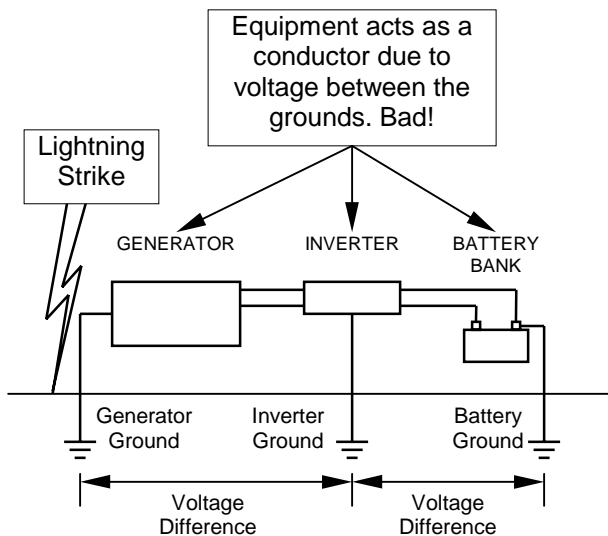 Equipment acts as a
conductor due to
voltage between the
grounds. Bad!
Lightning
Strike
GENERATOR
INVERTER
BATTERY
BANK
Generator
Ground
Inverter
Ground
Battery
Ground
Voltage
Difference
Voltage
Difference